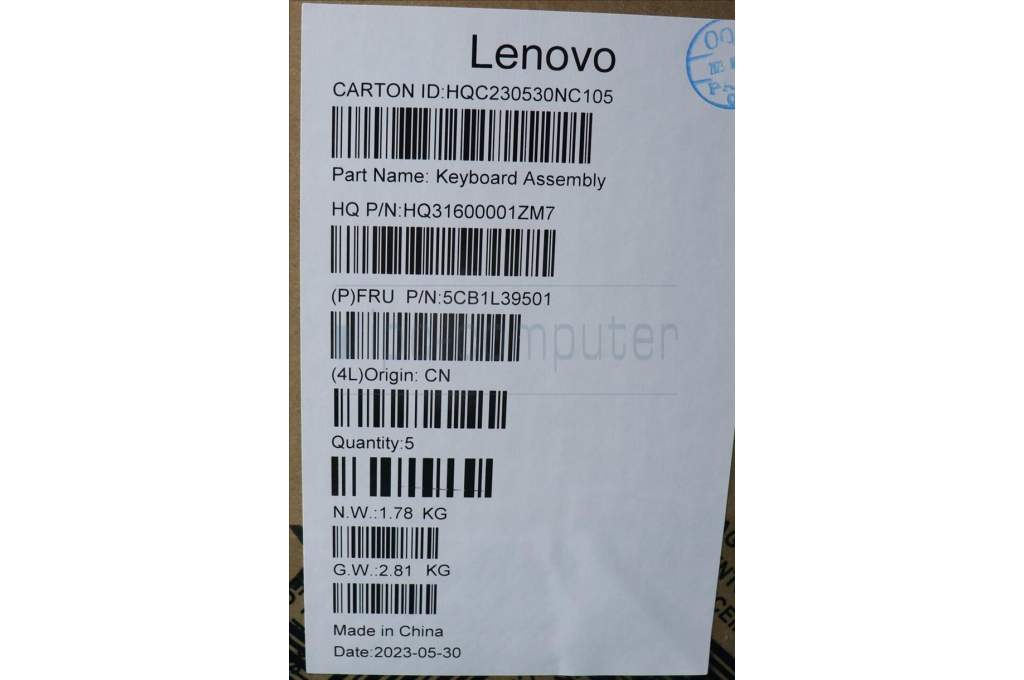 Lenovo
CARTON ID:HQC230530NC105
Part Name: Keyboard Assembly
HQ P/N:HQ31600001ZM7
(P)FRU P/N:5CB1L39501
computer
(4L)Origin: CN
Quantity:5
N.W.:1.78 KG
G.W.:2.81 KG
Made in China
Date:2023-05-30